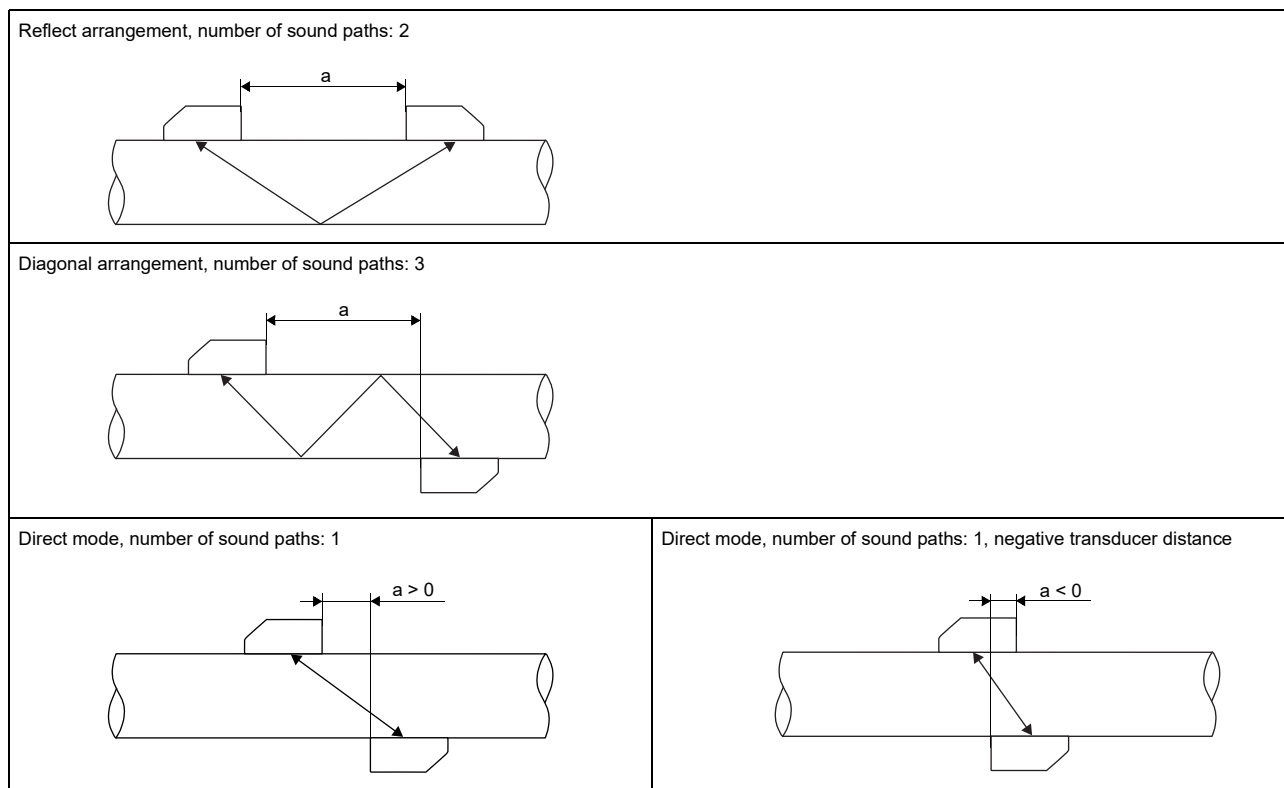 Reflect arrangement, number of sound paths: 2
a
Diagonal arrangement, number of sound paths: 3
a
Direct mode, number of sound paths: 1
a > 0
Direct mode, number of sound paths: 1, negative transducer distance
a < 0